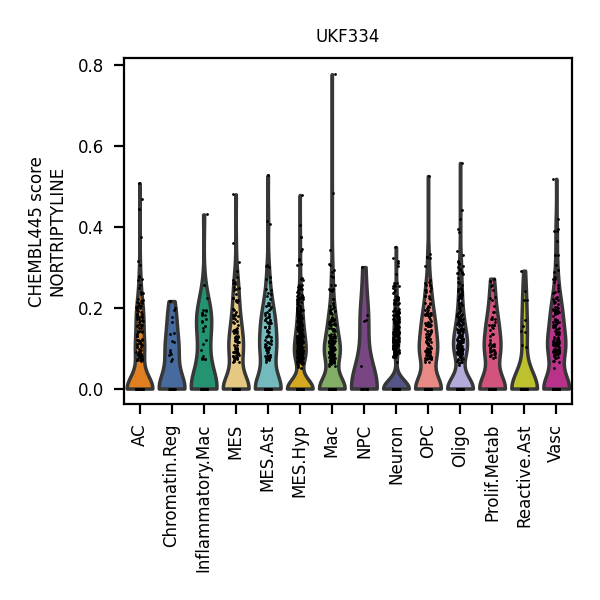 UKF334
CHEMBL445 score
NORTRIPTYLINE
0.8
0.6
0.4
0.2
0.0
AC
Chromatin.Reg
Inflammatory.Mac
MES
MES.Ast
MES.Hyp
Mac
NPC
Neuron
OPC
Oligo
Prolif.Metab
Reactive.Ast
Vasc